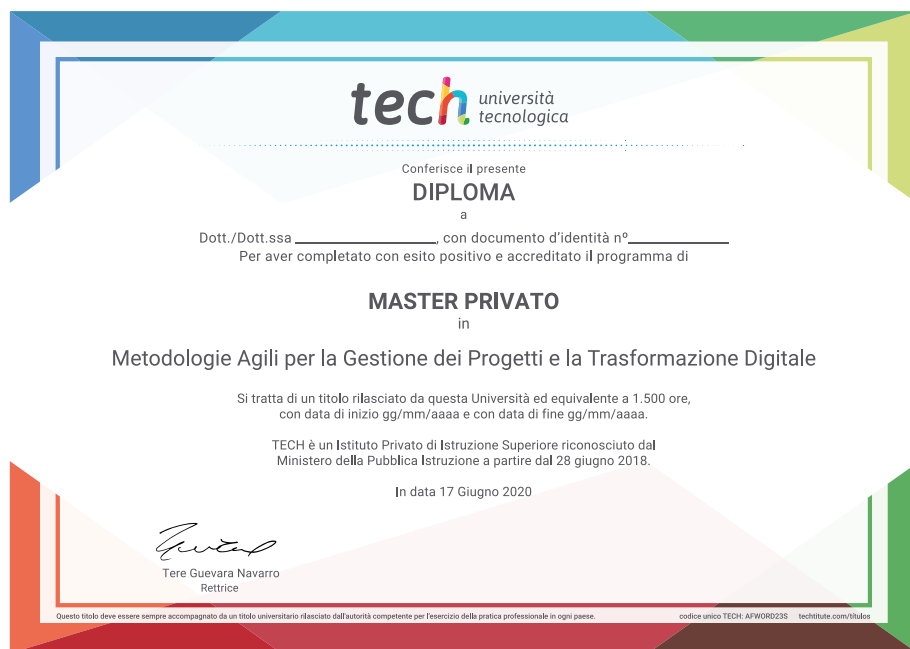 tech università
tecnologica
Conferisce il presente
DIPLOMA
a
Dott./Dott.ssa ________________, con documento d'identità nº____________
Per aver completato con esito positivo e accreditato il programma di
MASTER PRIVATO
in
Metodologie Agili per la Gestione dei Progetti e la Trasformazione Digitale
Si tratta di un titolo rilasciato da questa Università ed equivalente a 1.500 ore,
con data di inizio gg/mm/aaaa e con data di fine gg/mm/aaaa.
TECH è un Istituto Privato di Istruzione Superiore riconosciuto dal
Ministero della Pubblica Istruzione a partire dal 28 giugno 2018.
In data 17 Giugno 2020
Tere Guevara Navarro
Rettrice
Questo titolo deve essere sempre accompagnato da un titolo universitario rilasciato dall'autorità competente per l'esercizio della pratica professionale in ogni paese. codice unico TECH: AFWORD23S techtitute.com/títulos